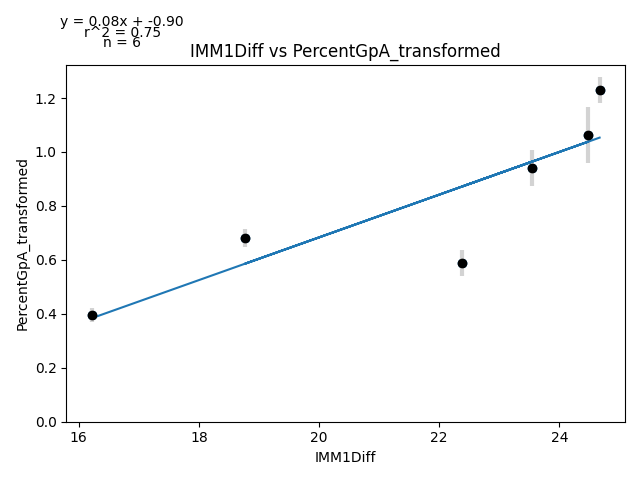 y = 0.08x + -0.90
r^2 = 0.75
n = 6
IMM1Diff vs PercentGpA_transformed
PercentGpA_transformed
1.2
1.0
0.8
0.6
0.4
0.2
0.0
16
18
20
22
24
IMM1Diff